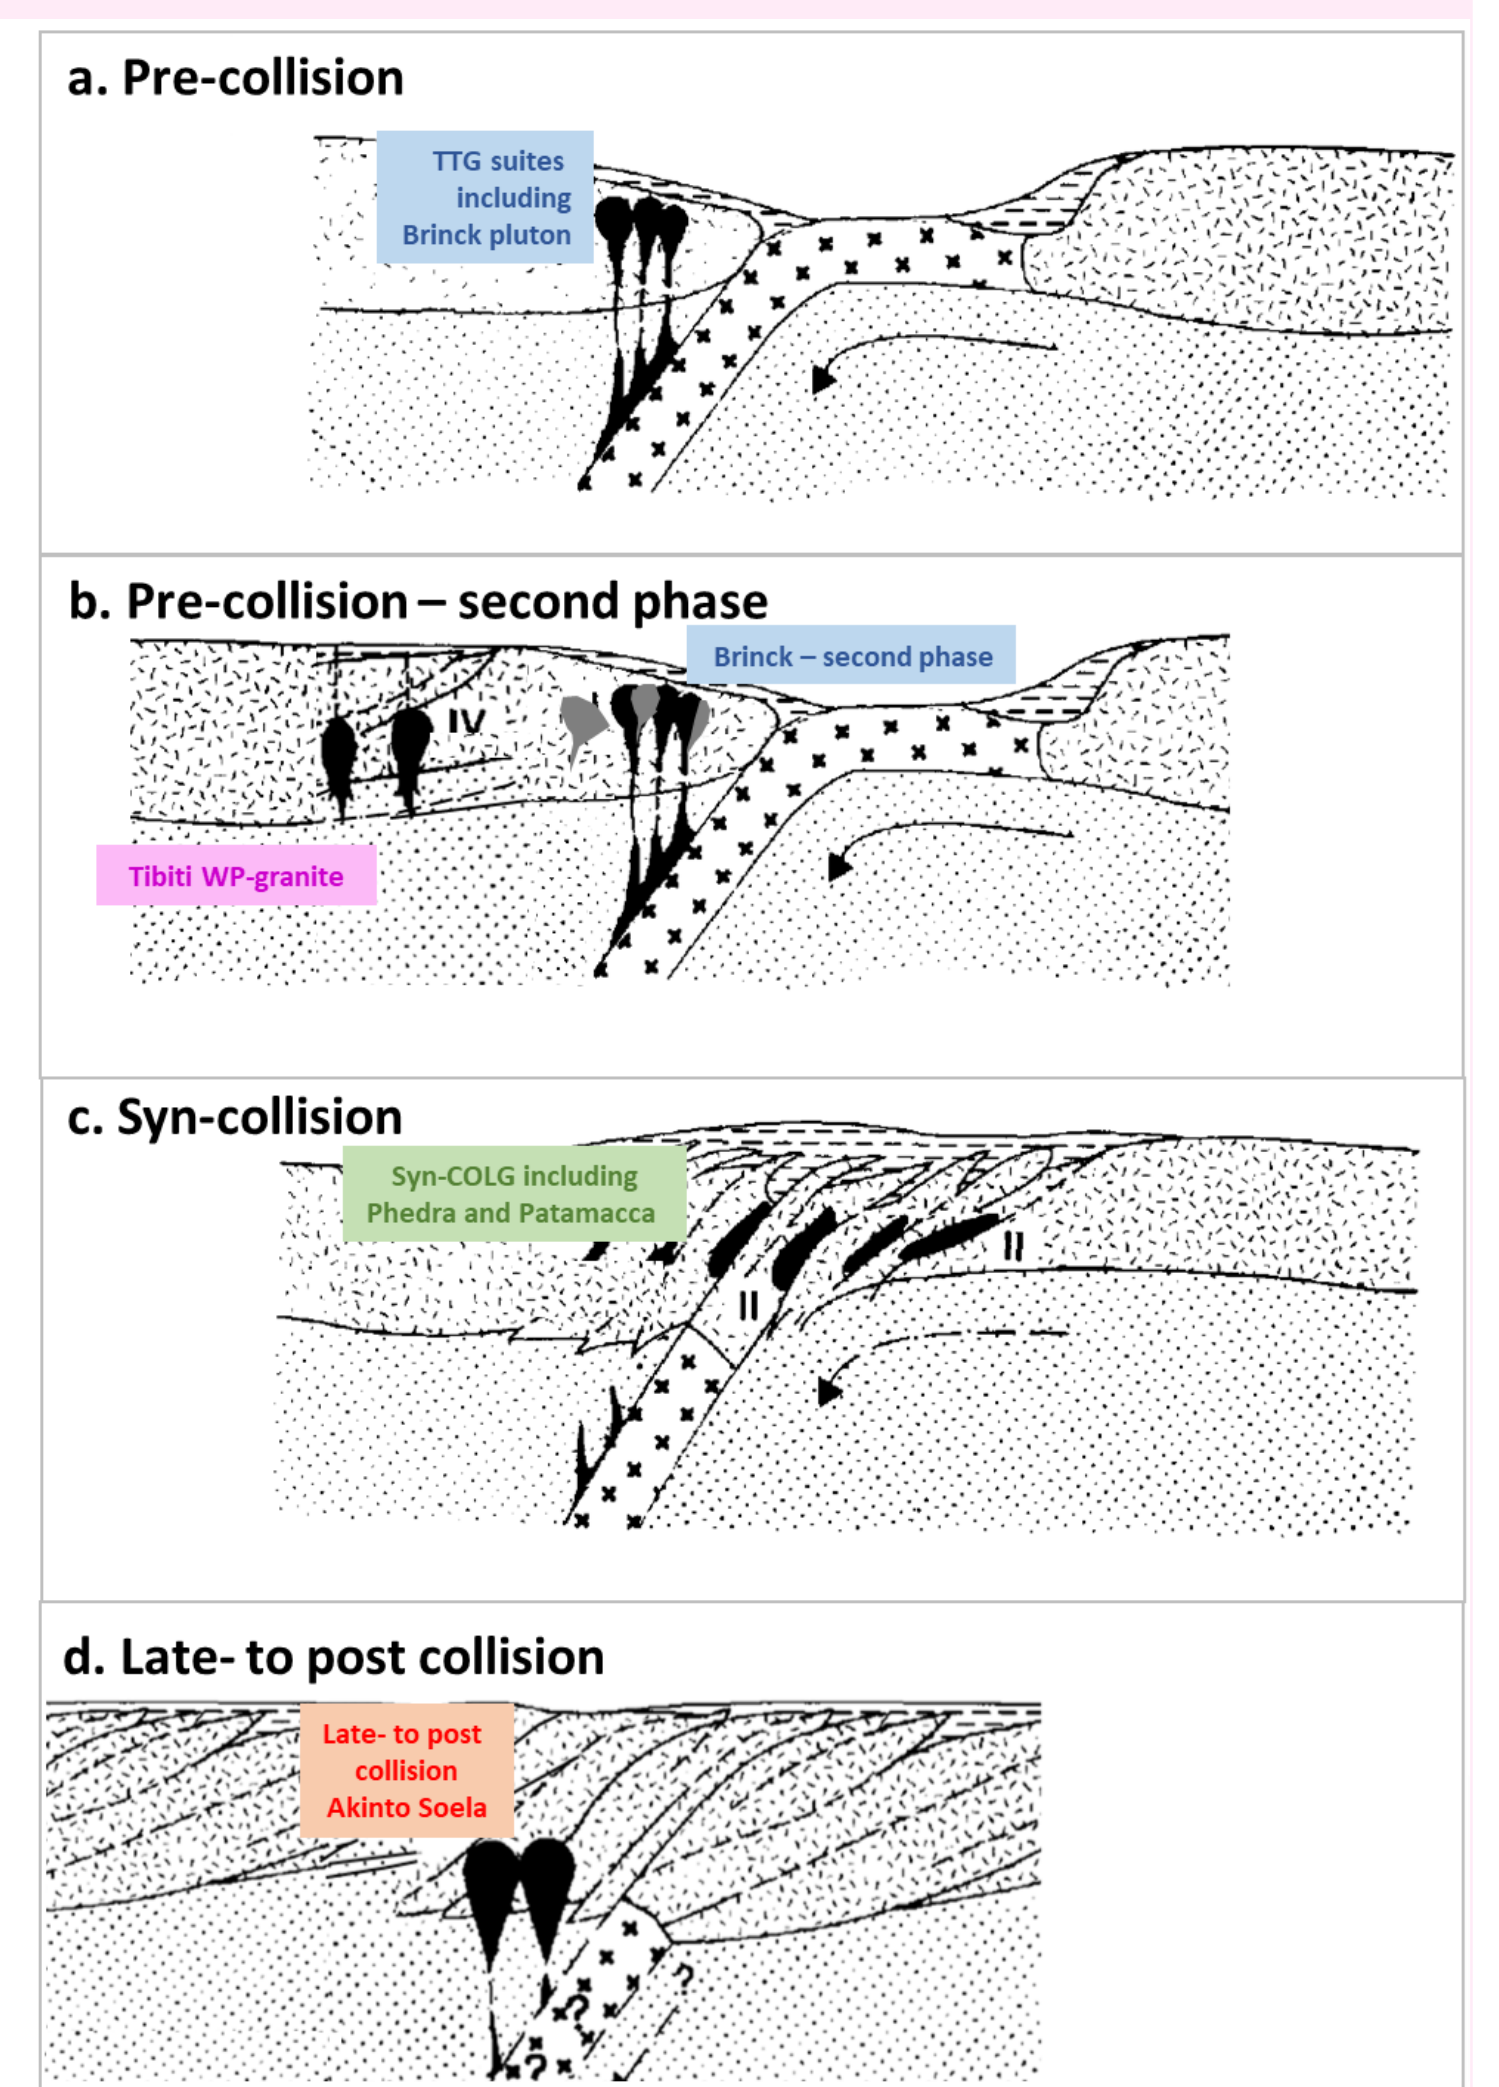 a. Pre-collision
TTG suites
including
Brinck pluton
b. Pre-collision – second phase
Brinck – second phase
IV
Tibiti WP-granite
c. Syn-collision
Syn-COLG including
Phedra and Patamacca
II
II
d. Late- to post collision
Late- to post
collision
Akinto Soela
?
?
?